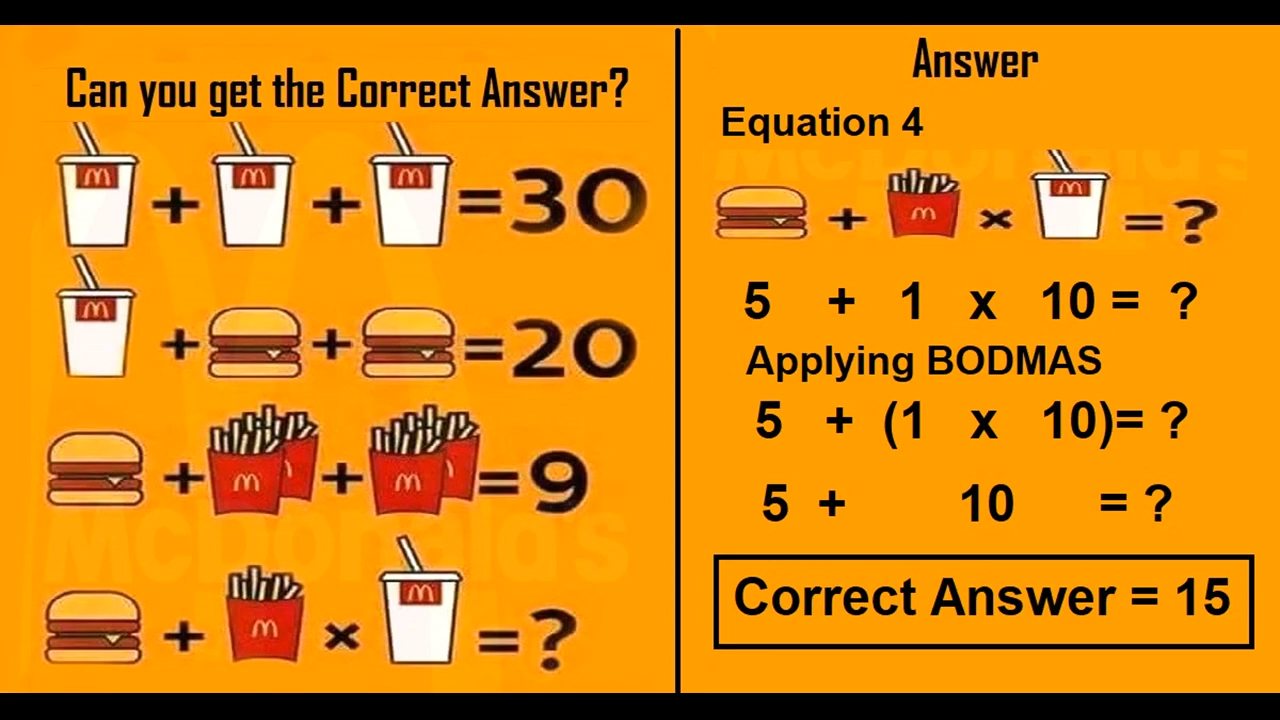 Can you get the Correct Answer?
+ + =30
+ + =20
+ + =9
+ × =?
McDonald's
Answer
Equation 4
+ × =?
5 + 1 x 10 = ?
Applying BODMAS
5 + (1 x 10)= ?
5 + 10 = ?
Correct Answer = 15